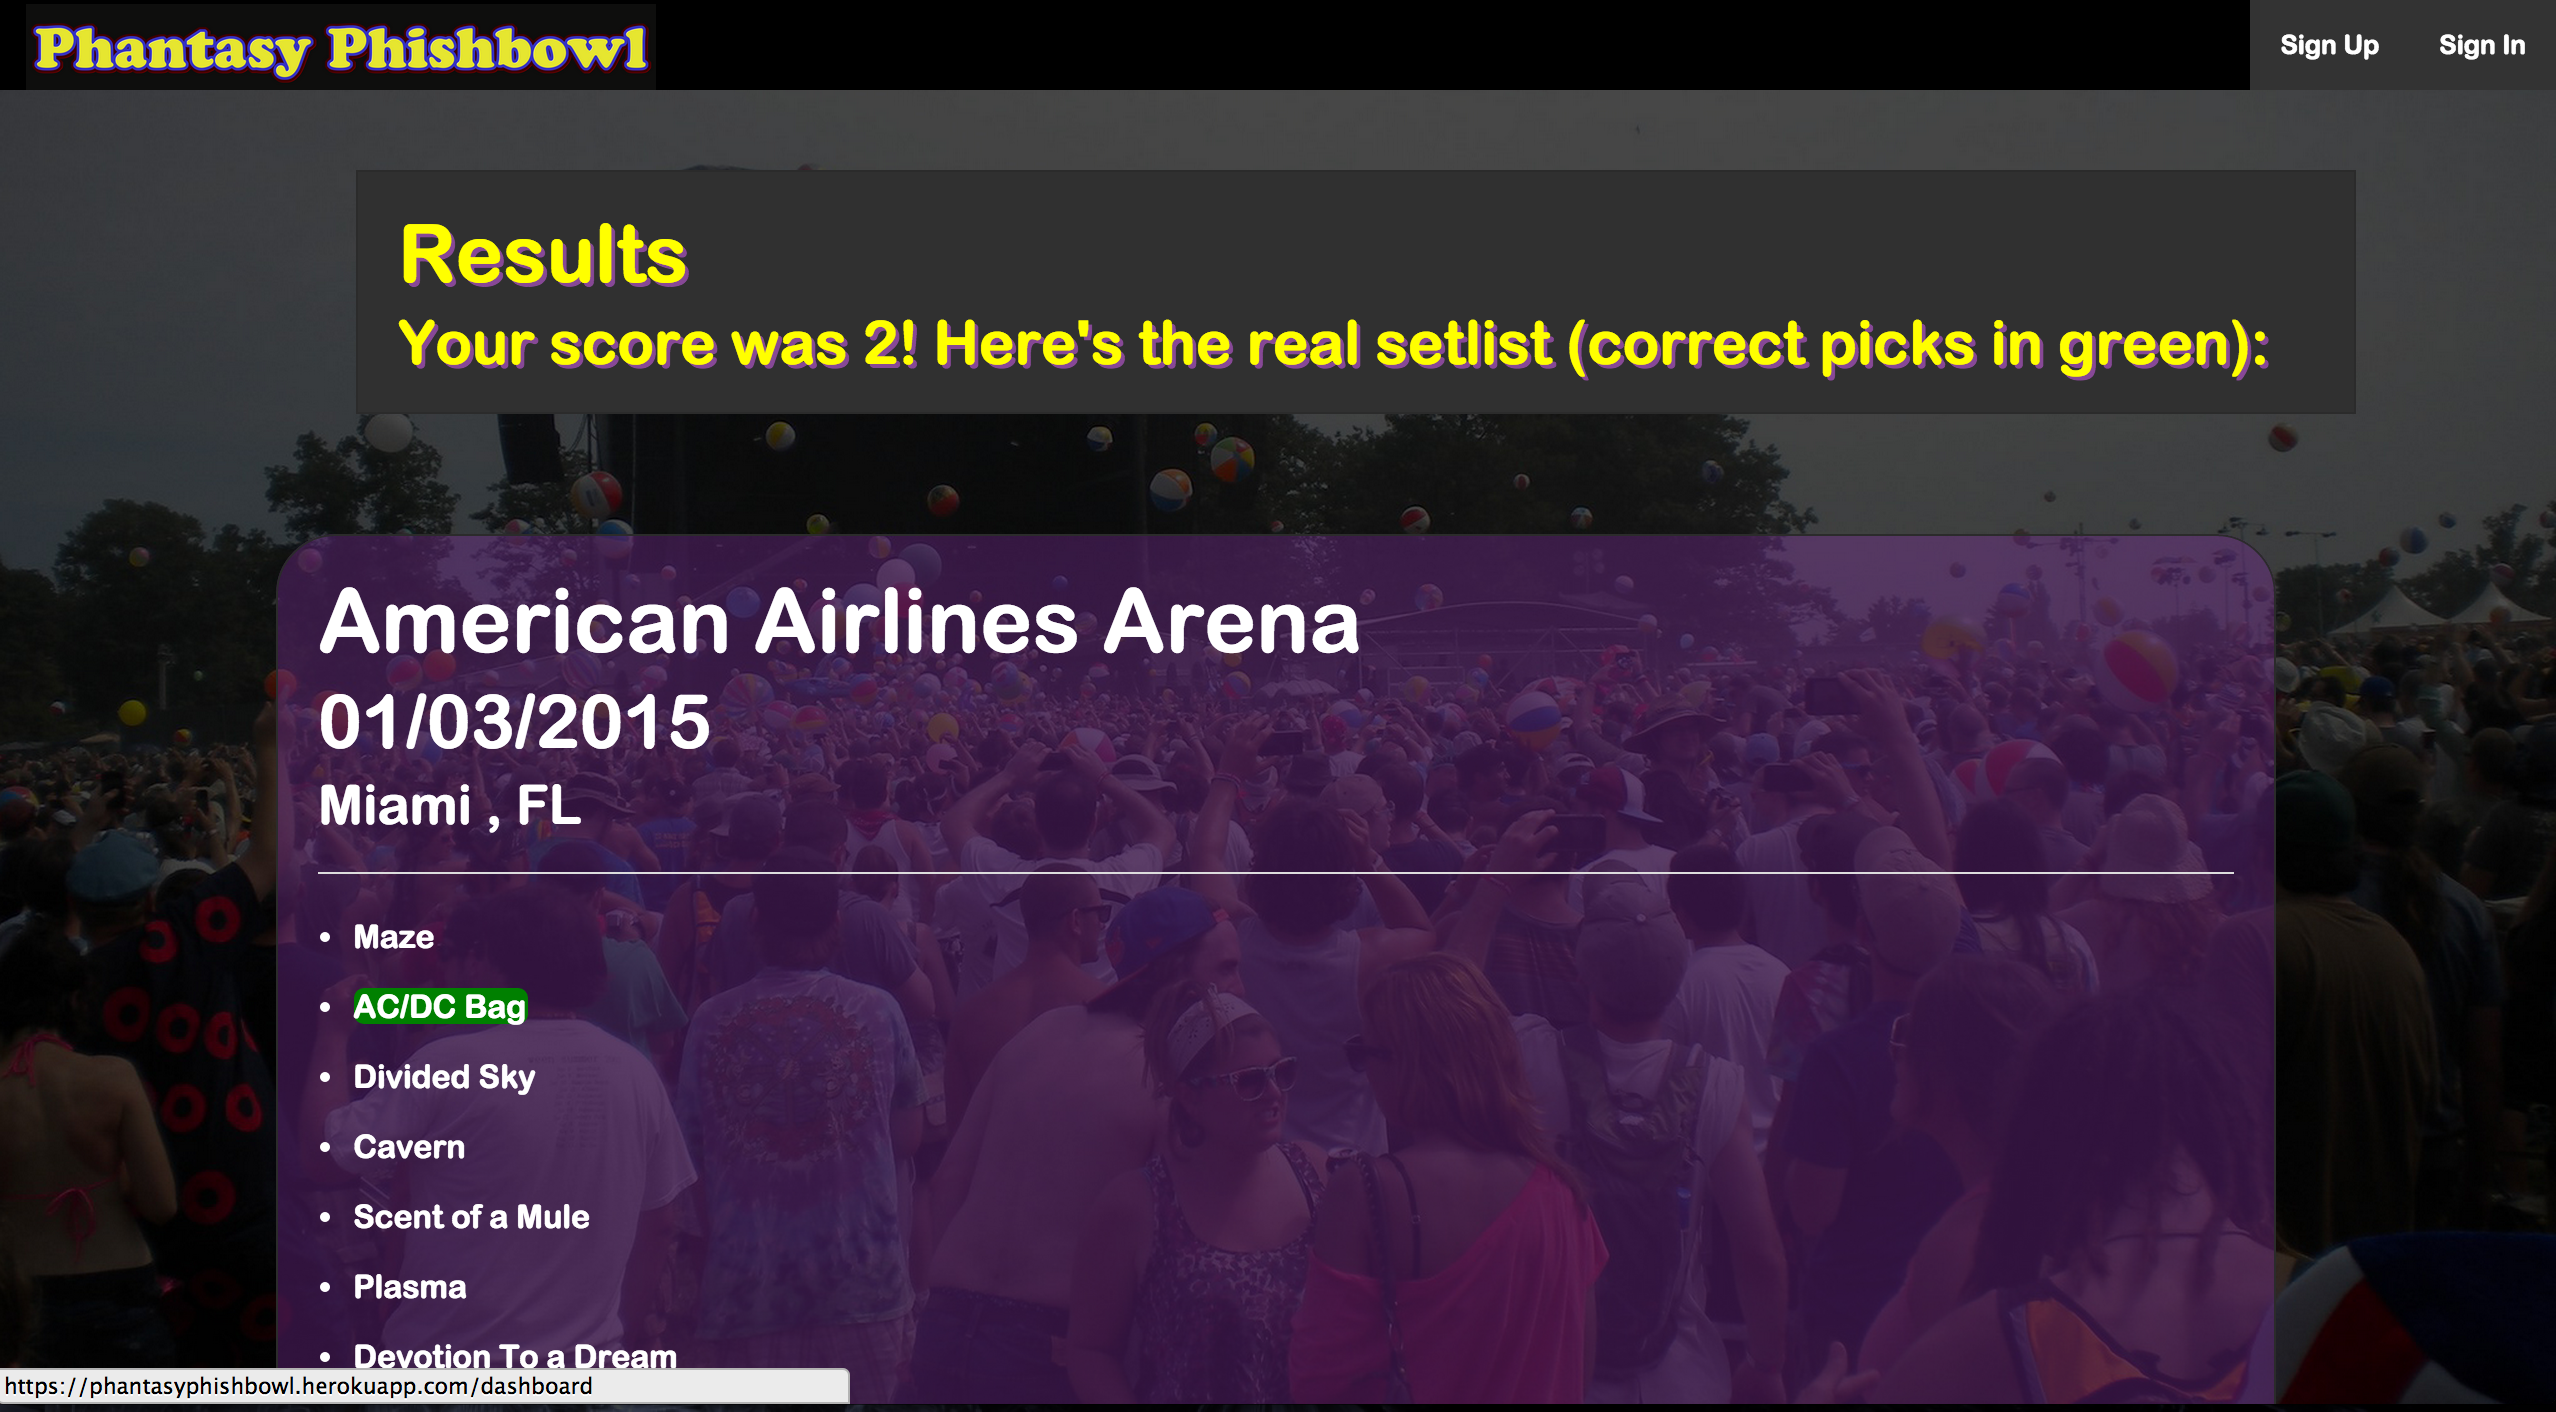 Phantasy Phishbowl
Sign Up
Sign In
Results
Your score was 2! Here's the real setlist (correct picks in green):
American Airlines Arena
01/03/2015
Miami , FL
Maze
AC/DC Bag
Divided Sky
Cavern
Scent of a Mule
Plasma
Devotion To a Dream
https://phantasyphishbowl.herokuapp.com/dashboard